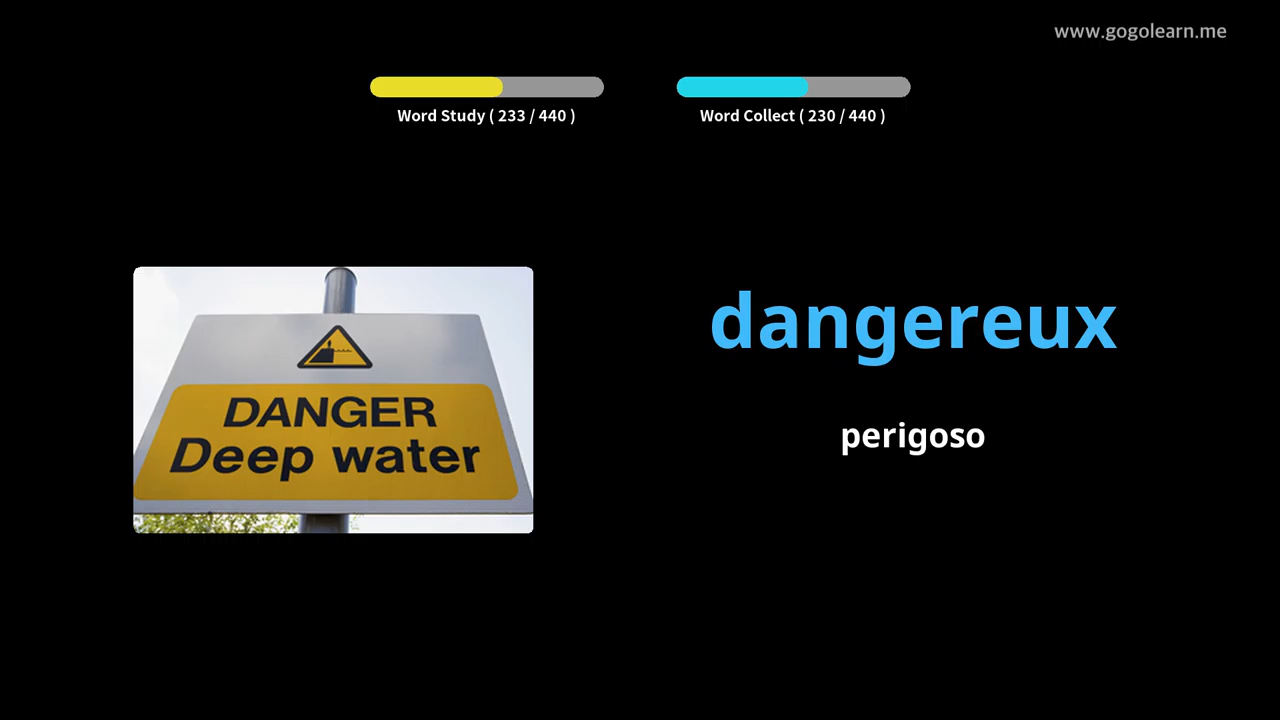 www.gogolearn.me
Word Study ( 233 / 440 )
Word Collect ( 230 / 440 )
DANGER
Deep water
dangereux
perigoso